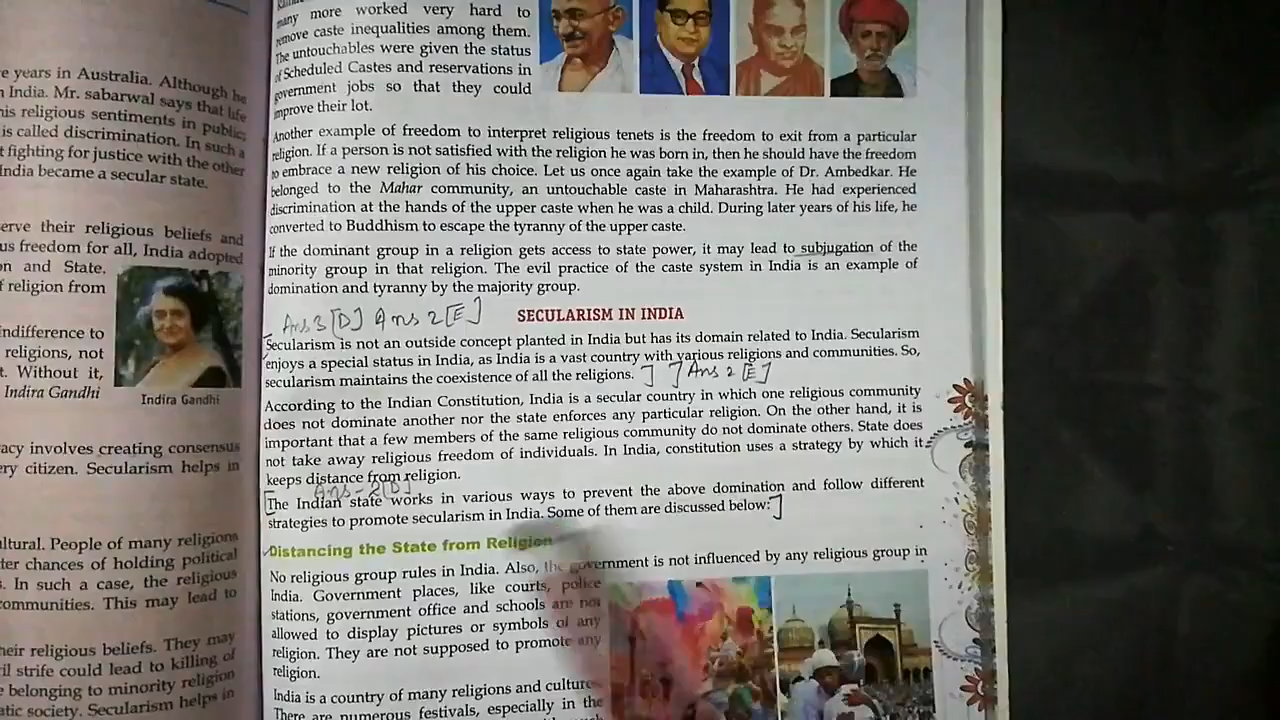 e years in Australia. Although he
India. Mr. sabarwal says that life
his religious sentiments in public
is called discrimination. In such a
t fighting for justice with the other
India became a secular state.
erve their religious beliefs and
us freedom for all, India adopted
on and State.
f religion from
indifference to
religions, not
t. Without it,
Indira Gandhi
Indira Gandhi
acy involves creating consensus
ery citizen. Secularism helps in
ultural. People of many religions
ter chances of holding political
s. In such a case, the religious
communities. This may lead to
heir religious beliefs. They may
il strife could lead to killing of
e belonging to minority religion
atic society. Secularism helps in
many more worked very hard to
remove caste inequalities among them.
The untouchables were given the status
of Scheduled Castes and reservations in
government jobs so that they could
improve their lot.
Another example of freedom to interpret religious tenets is the freedom to exit from a particular
religion. If a person is not satisfied with the religion he was born in, then he should have the freedom
to embrace a new religion of his choice. Let us once again take the example of Dr. Ambedkar. He
belonged to the Mahar community, an untouchable caste in Maharashtra. He had experienced
discrimination at the hands of the upper caste when he was a child. During later years of his life, he
converted to Buddhism to escape the tyranny of the upper caste.
If the dominant group in a religion gets access to state power, it may lead to subjugation of the
minority group in that religion. The evil practice of the caste system in India is an example of
domination and tyranny by the majority group.
Ans 3 [D] Ans 2 [E] SECULARISM IN INDIA
Secularism is not an outside concept planted in India but has its domain related to India. Secularism
enjoys a special status in India, as India is a vast country with various religions and communities. So,
secularism maintains the coexistence of all the religions. ] ] Ans 2 [E]
According to the Indian Constitution, India is a secular country in which one religious community
does not dominate another nor the state enforces any particular religion. On the other hand, it is
important that a few members of the same religious community do not dominate others. State does
not take away religious freedom of individuals. In India, constitution uses a strategy by which it
keeps distance from religion.
Ans - 2 [D]
[The Indian state works in various ways to prevent the above domination and follow different
strategies to promote secularism in India. Some of them are discussed below:]
Distancing the State from Religion
No religious group rules in India. Also, the government is not influenced by any religious group in
India. Government places, like courts, police
stations, government office and schools are not
allowed to display pictures or symbols of any
religion. They are not supposed to promote any
religion.
India is a country of many religions and culture
There are numerous festivals, especially in the